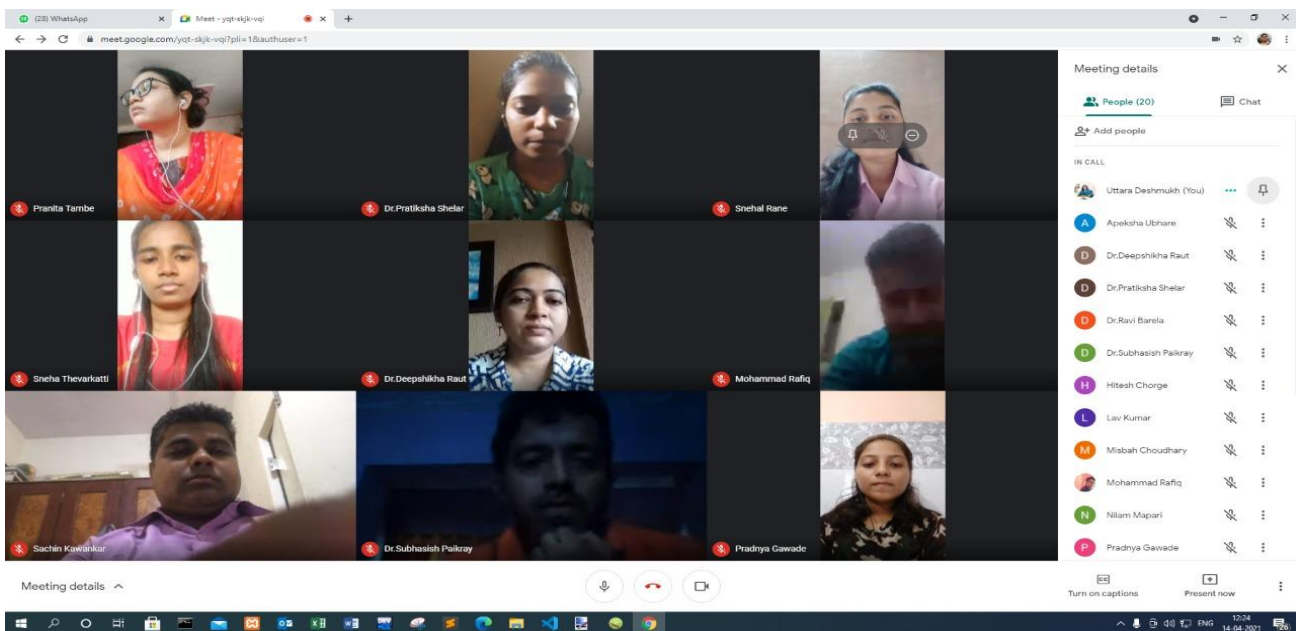 (28) WhatsApp
Meet - yqt-skjk-vqi
meet.google.com/yqt-skjk-vqi?pli=1&authuser=1
Pranita Tambe
Dr.Pratiksha Shelar
Snehal Rane
Sneha Thevarkatti
Dr.Deepshikha Raut
Mohammad Rafiq
Sachin Kawankar
Dr.Subhasish Paikray
Pradnya Gawade
Meeting details
People (20)
Chat
Add people
IN CALL
Uttara Deshmukh (You)
A Apeksha Ubhare
D Dr.Deepshikha Raut
D Dr.Pratiksha Shelar
D Dr.Ravi Barela
D Dr.Subhasish Paikray
H Hitesh Chorge
L Lav Kumar
M Misbah Choudhary
Mohammad Rafiq
N Nilam Mapari
P Pradnya Gawade
Meeting details
CC
Turn on captions
Present now
ENG
12:24
14-04-2021